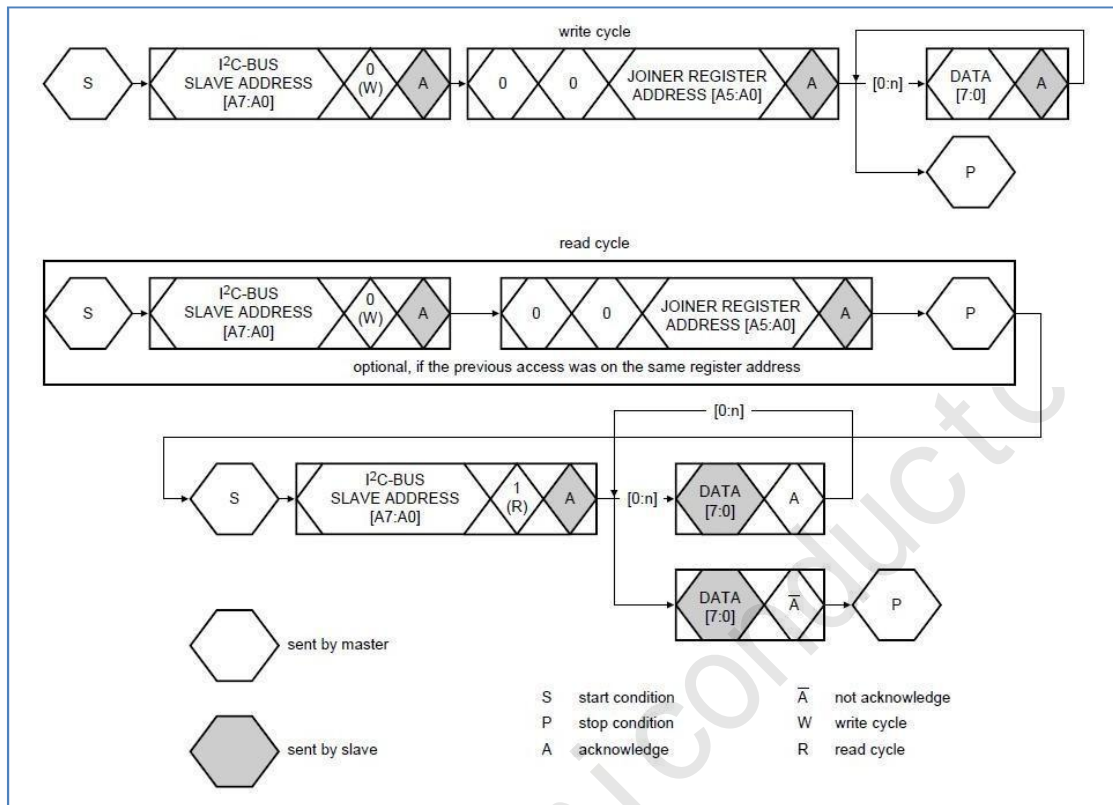 write cycle
S
I²C-BUS
SLAVE ADDRESS
[A7:A0]
0
(W)
A
0
0
JOINER REGISTER
ADDRESS [A5:A0]
A
[0:n]
DATA
[7:0]
A
P
read cycle
S
I²C-BUS
SLAVE ADDRESS
[A7:A0]
0
(W)
A
0
0
JOINER REGISTER
ADDRESS [A5:A0]
A
P
optional, if the previous access was on the same register address
[0:n]
S
I²C-BUS
SLAVE ADDRESS
[A7:A0]
1
(R)
A
[0:n]
DATA
[7:0]
A
DATA
[7:0]
A̅
P
sent by master
sent by slave
S start condition
P stop condition
A acknowledge
A̅ not acknowledge
W write cycle
R read cycle
iconductc